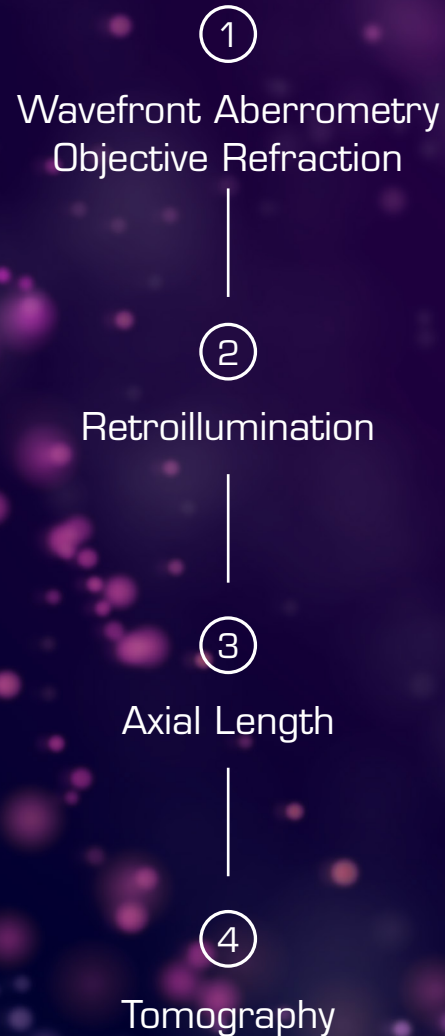 1
Wavefront Aberrometry
Objective Refraction
2
Retroillumination
3
Axial Length
4
Tomography